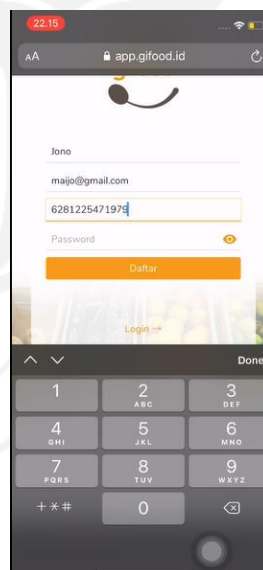 22.15
AA
app.gifood.id
Jono
maijo@gmail.com
6281225471979
Password
Daftar
Login →
Done
1
2 ABC
3 DEF
4 GHI
5 JKL
6 MNO
7 PQRS
8 TUV
9 WXYZ
+ * #
0